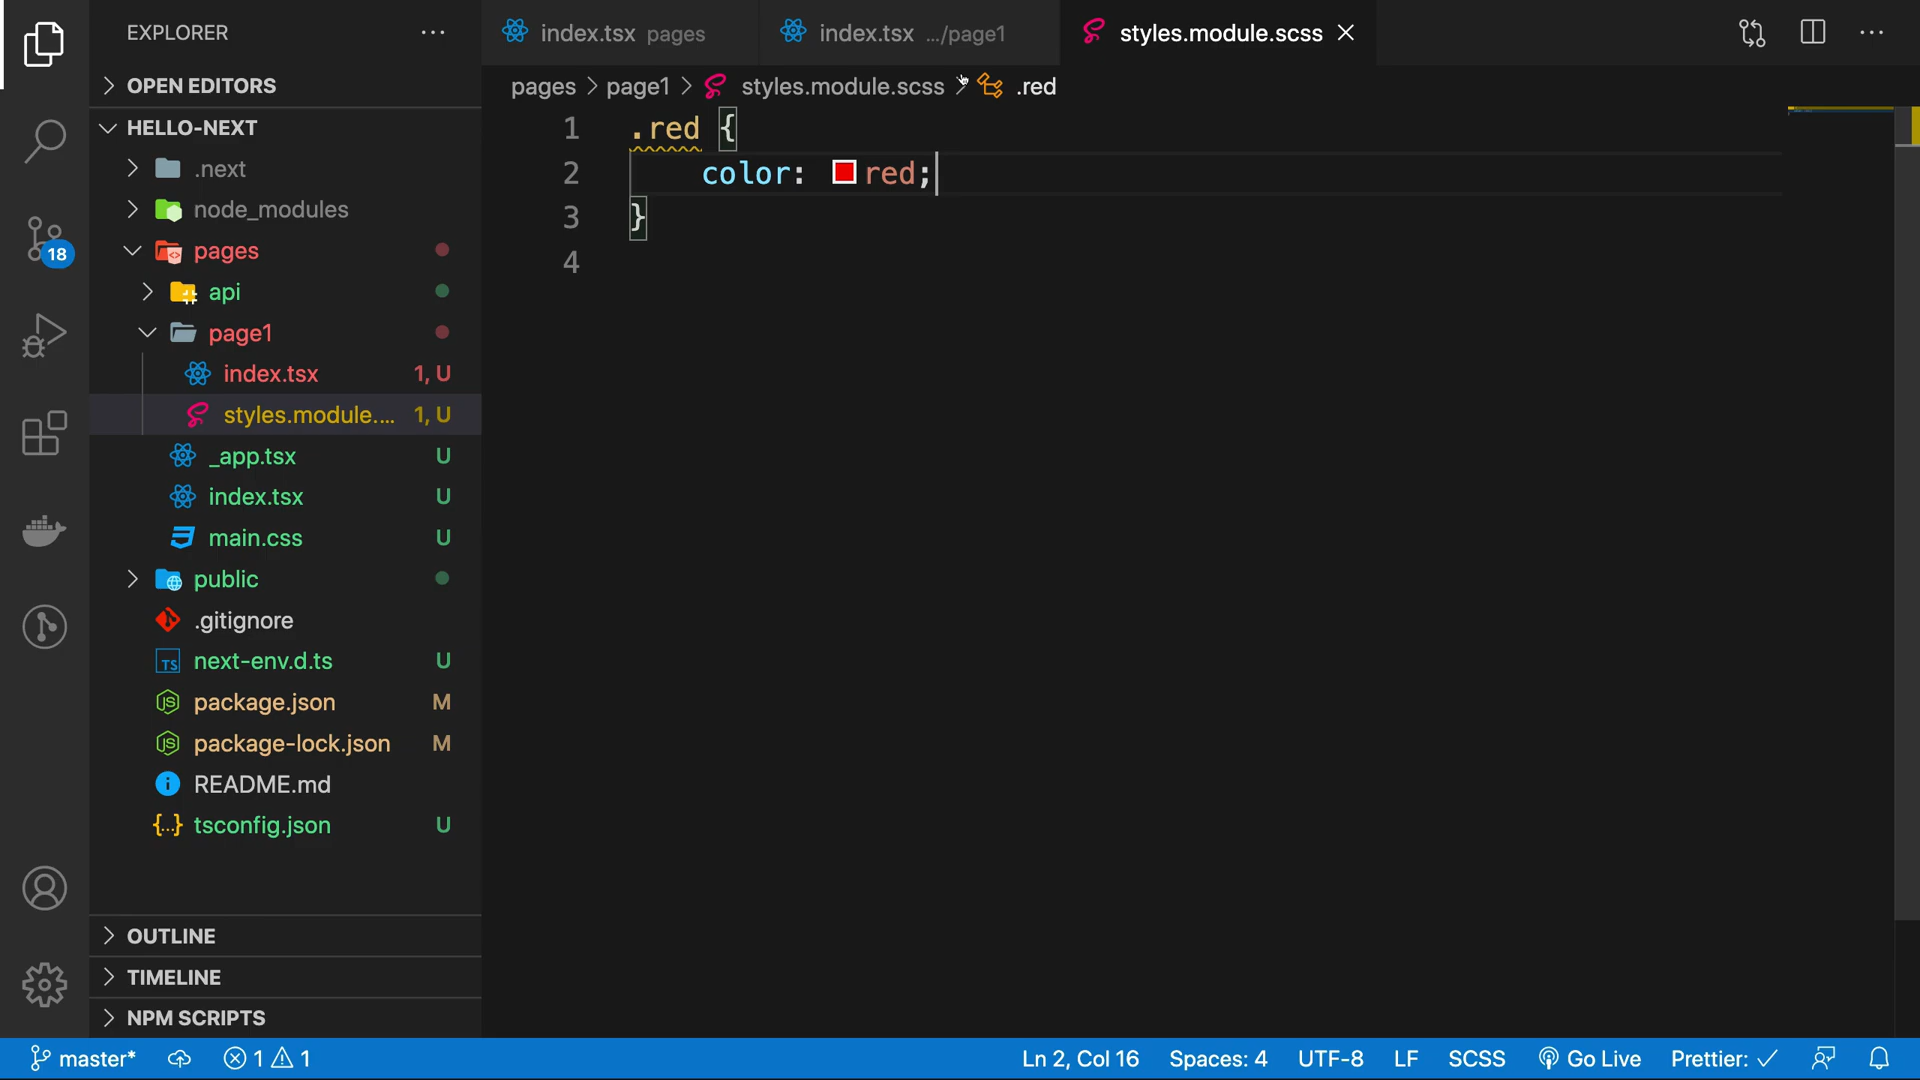 EXPLORER
OPEN EDITORS
HELLO-NEXT
.next
node_modules
pages
api
page1
index.tsx 1, U
styles.module.... 1, U
_app.tsx U
index.tsx U
main.css U
public
.gitignore
next-env.d.ts U
package.json M
package-lock.json M
README.md
tsconfig.json U
OUTLINE
TIMELINE
NPM SCRIPTS
18
index.tsx pages
index.tsx .../page1
styles.module.scss
pages > page1 > styles.module.scss > .red
1 .red {
2 color: red;
3 }
4
master* 1 1 Ln 2, Col 16 Spaces: 4 UTF-8 LF SCSS Go Live Prettier: ✓